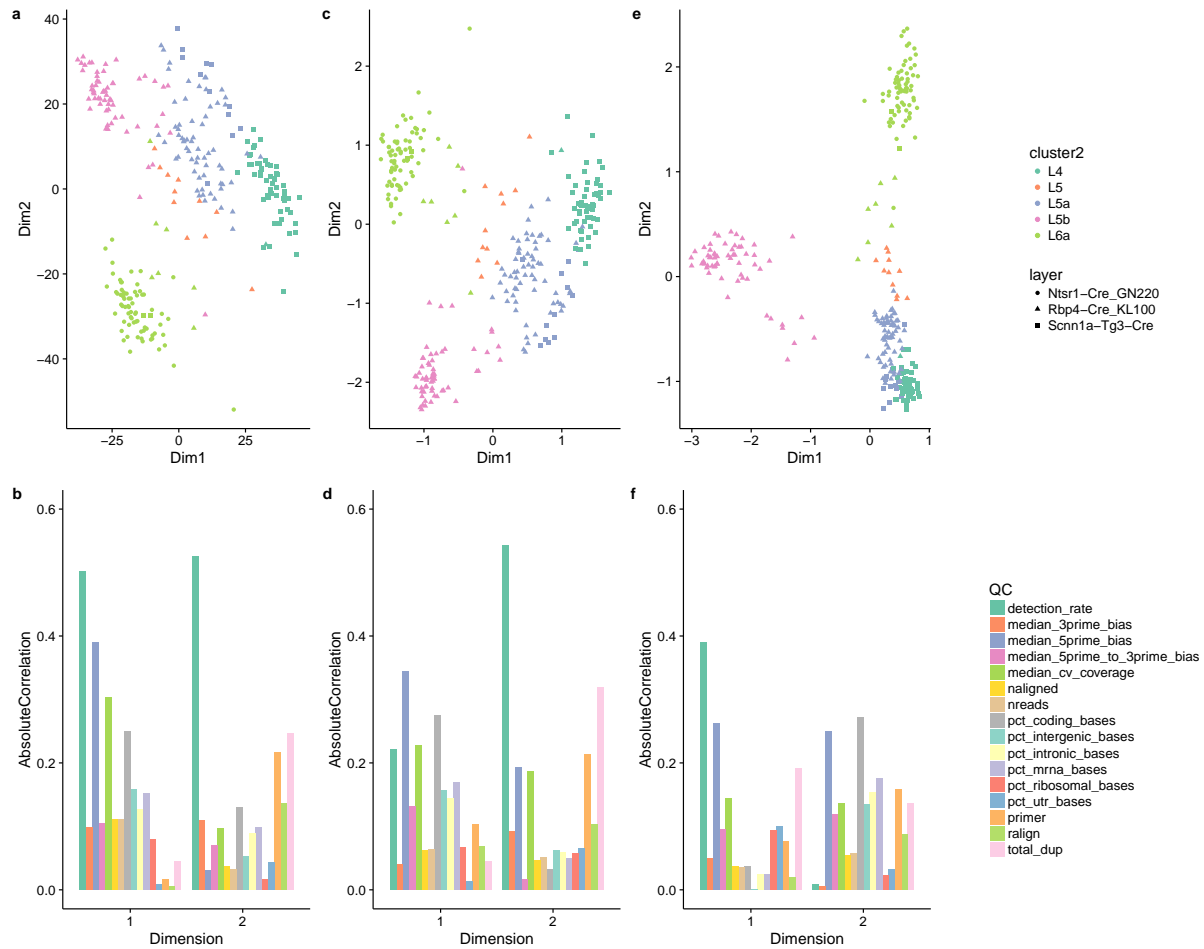 a
40
20
0
−20
−40
Dim2
−25
0
25
Dim1
c
2
1
0
−1
−2
Dim2
−1
0
1
Dim1
e
2
1
0
−1
Dim2
−3
−2
−1
0
1
Dim1
cluster2
L4
L5
L5a
L5b
L6a
layer
Ntsr1−Cre_GN220
Rbp4−Cre_KL100
Scnn1a−Tg3−Cre
b
0.6
0.4
0.2
0.0
AbsoluteCorrelation
1
2
Dimension
d
0.6
0.4
0.2
0.0
AbsoluteCorrelation
1
2
Dimension
f
0.6
0.4
0.2
0.0
AbsoluteCorrelation
1
2
Dimension
QC
detection_rate
median_3prime_bias
median_5prime_bias
median_5prime_to_3prime_bias
median_cv_coverage
naligned
nreads
pct_coding_bases
pct_intergenic_bases
pct_intronic_bases
pct_mrna_bases
pct_ribosomal_bases
pct_utr_bases
primer
ralign
total_dup